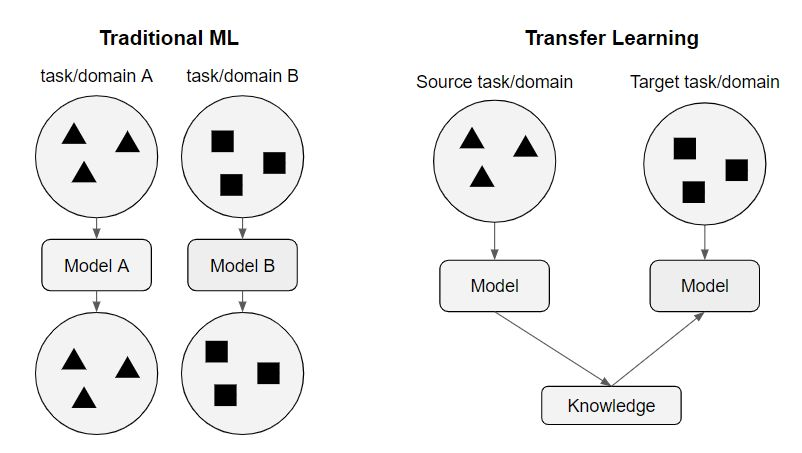 Traditional ML
task/domain A
task/domain B
Model A
Model B
Transfer Learning
Source task/domain
Target task/domain
Model
Model
Knowledge